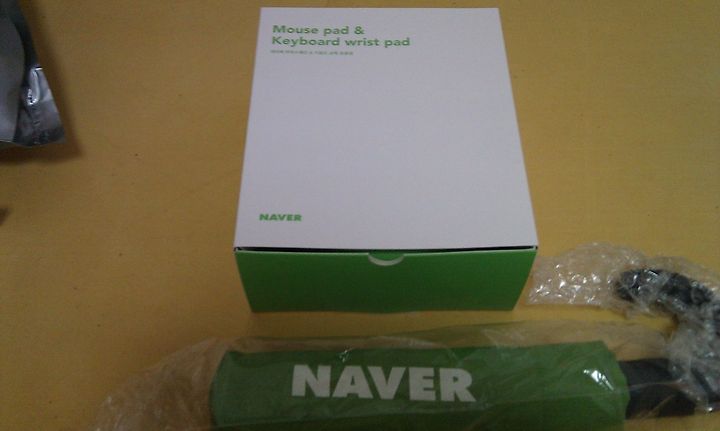 Mouse pad &
Keyboard wrist pad
NAVER
NAVER